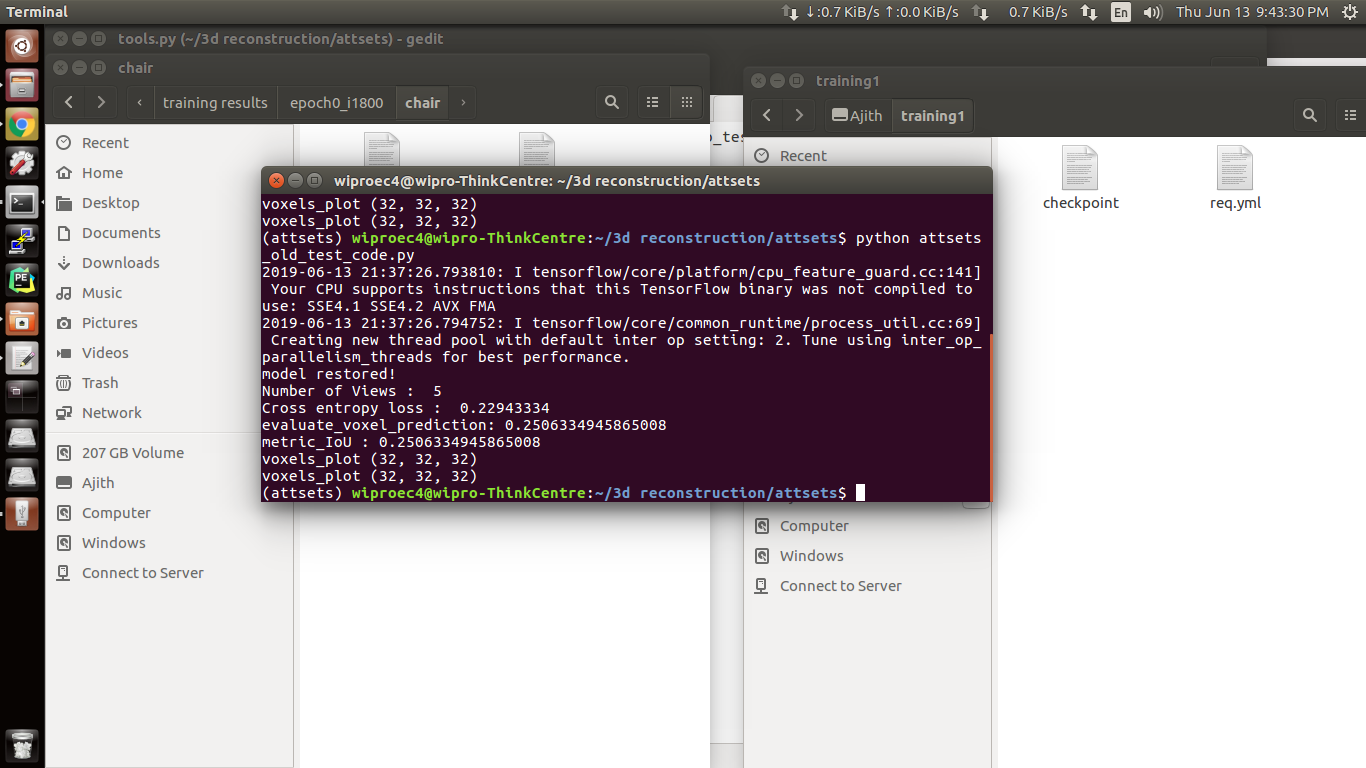 Terminal
↓:0.7 KiB/s ↑:0.0 KiB/s
0.7 KiB/s
En
Thu Jun 13 9:43:30 PM
tools.py (~/3d reconstruction/attsets) - gedit
chair
training results
epoch0_i1800
chair
Recent
Home
Desktop
Documents
Downloads
Music
Pictures
Videos
Trash
Network
207 GB Volume
Ajith
Computer
Windows
Connect to Server
training1
Ajith
training1
Recent
checkpoint
req.yml
Computer
Windows
Connect to Server
wiproec4@wipro-ThinkCentre: ~/3d reconstruction/attsets
voxels_plot (32, 32, 32)
voxels_plot (32, 32, 32)
(attsets) wiproec4@wipro-ThinkCentre:~/3d reconstruction/attsets$ python attsets
_old_test_code.py
2019-06-13 21:37:26.793810: I tensorflow/core/platform/cpu_feature_guard.cc:141]
 Your CPU supports instructions that this TensorFlow binary was not compiled to
use: SSE4.1 SSE4.2 AVX FMA
2019-06-13 21:37:26.794752: I tensorflow/core/common_runtime/process_util.cc:69]
 Creating new thread pool with default inter op setting: 2. Tune using inter_op_
parallelism_threads for best performance.
model restored!
Number of Views :  5
Cross entropy loss :  0.22943334
evaluate_voxel_prediction: 0.2506334945865008
metric_IoU : 0.2506334945865008
voxels_plot (32, 32, 32)
voxels_plot (32, 32, 32)
(attsets) wiproec4@wipro-ThinkCentre:~/3d reconstruction/attsets$